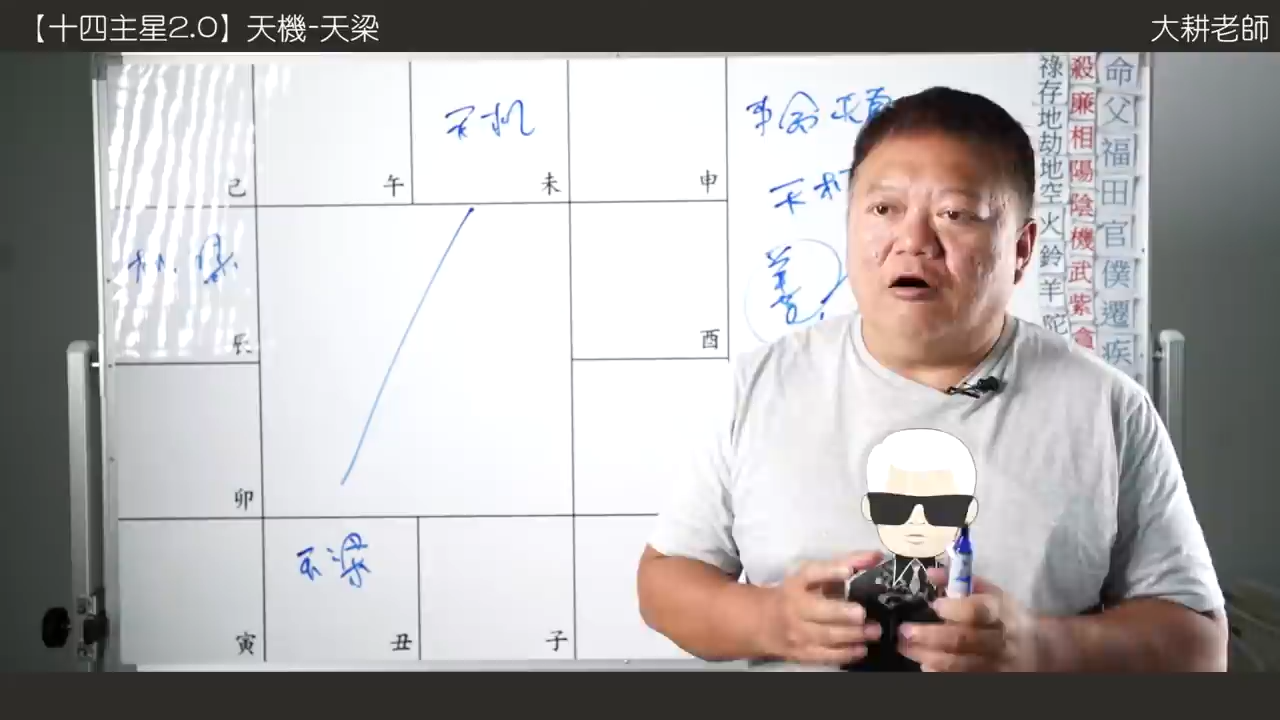 【十四主星2.0】天機-天梁
大耕老師
天机
巳
午
未
申
机 梁
辰
酉
卯
天梁
寅
丑
子
善
祿存地劫地空火鈴羊陀
殺廉相陽陰機武紫貪
命父福田官僕遷疾